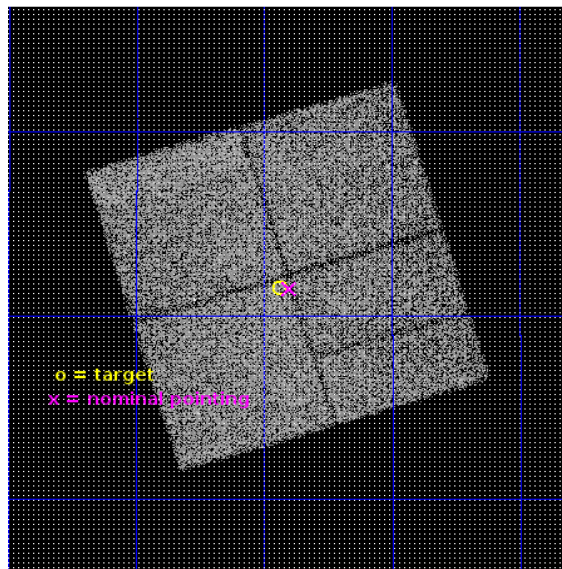 o = target
x = nominal pointing